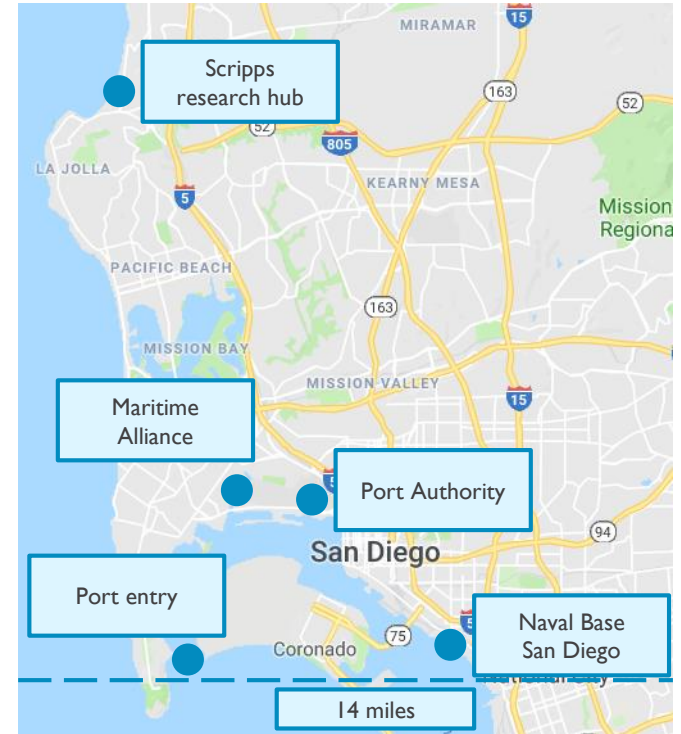 MIRAMAR
15
Scripps
research hub
163
52
52
805
LA JOLLA
KEARNY MESA
5
Mission
Regiona
PACIFIC BEACH
163
MISSION BAY
MISSION VALLEY
15
Maritime
Alliance
5
Port Authority
94
San Diego
Port entry
5
Naval Base
San Diego
Coronado
75
National City
14 miles